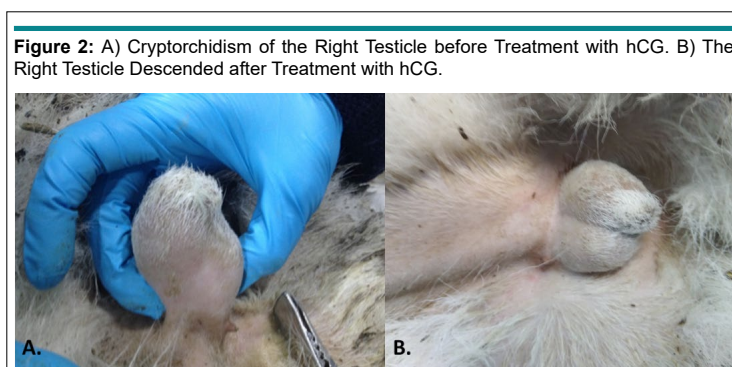 Figure 2: A) Cryptorchidism of the Right Testicle before Treatment with hCG. B) The
Right Testicle Descended after Treatment with hCG.
A.
B.